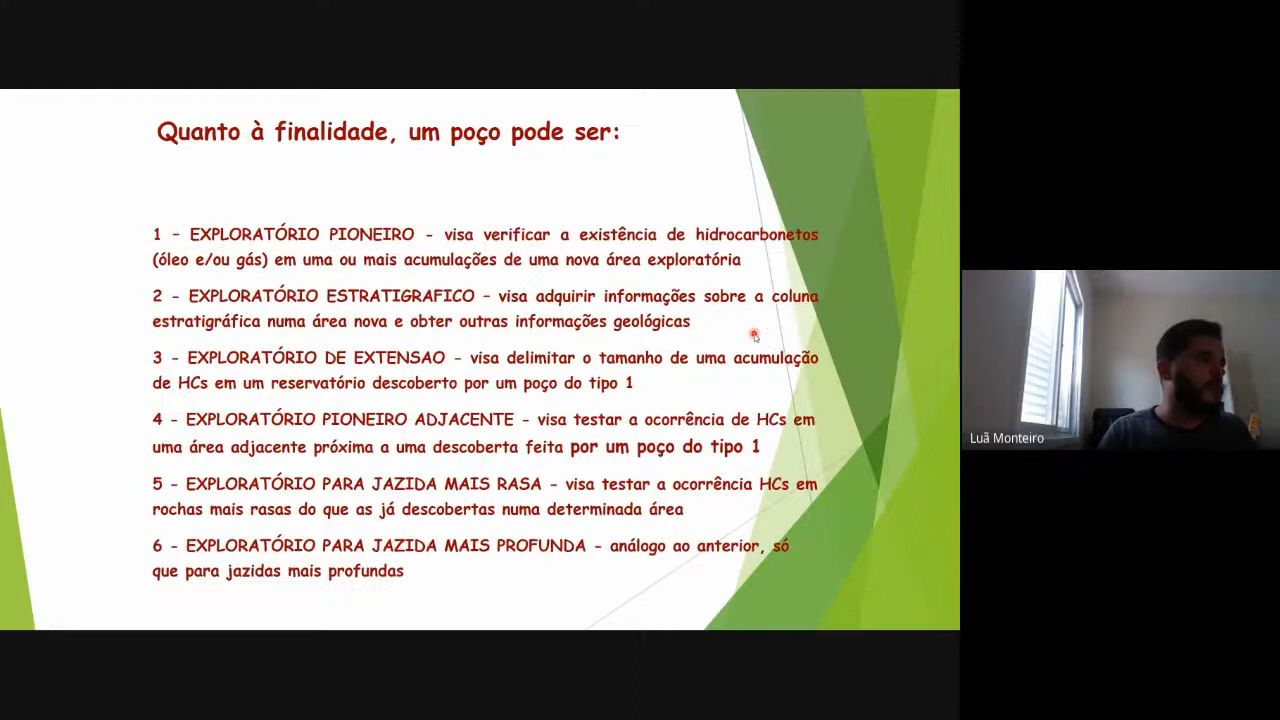 Quanto à finalidade, um poço pode ser:
1 - EXPLORATÓRIO PIONEIRO - visa verificar a existência de hidrocarbonetos
(óleo e/ou gás) em uma ou mais acumulações de uma nova área exploratória
2 - EXPLORATÓRIO ESTRATIGRAFICO - visa adquirir informações sobre a coluna
estratigráfica numa área nova e obter outras informações geológicas
3 - EXPLORATÓRIO DE EXTENSAO - visa delimitar o tamanho de uma acumulação
de HCs em um reservatório descoberto por um poço do tipo 1
4 - EXPLORATÓRIO PIONEIRO ADJACENTE - visa testar a ocorrência de HCs em
uma área adjacente próxima a uma descoberta feita por um poço do tipo 1
5 - EXPLORATÓRIO PARA JAZIDA MAIS RASA - visa testar a ocorrência HCs em
rochas mais rasas do que as já descobertas numa determinada área
6 - EXPLORATÓRIO PARA JAZIDA MAIS PROFUNDA - análogo ao anterior, só
que para jazidas mais profundas
Luã Monteiro